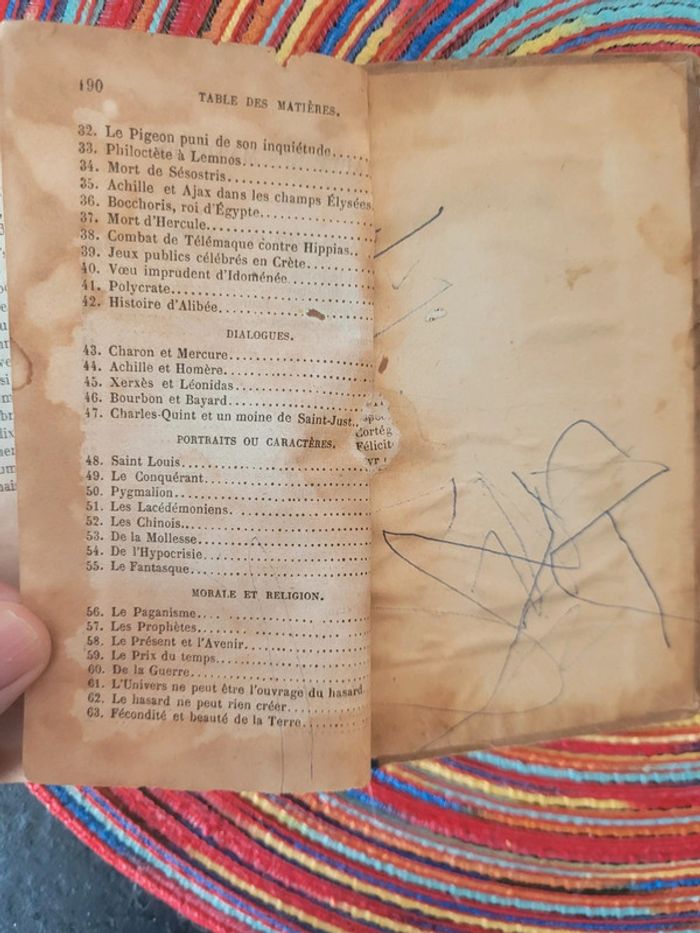 190
TABLE DES MATIÈRES.
32. Le Pigeon puni de son inquiétude......
33. Philoctète à Lemnos...................
34. Mort de Sésostris.....................
35. Achille et Ajax dans les champs Élysées.
36. Bocchoris, roi d'Égypte................
37. Mort d'Hercule........................
38. Combat de Télémaque contre Hippias..
39. Jeux publics célébrés en Crète..........
40. Vœu imprudent d'Idoménée.............
41. Polycrate.............................
42. Histoire d'Alibée......................
DIALOGUES.
43. Charon et Mercure.....................
44. Achille et Homère.....................
45. Xerxès et Léonidas....................
46. Bourbon et Bayard.....................
47. Charles-Quint et un moine de Saint-Just..
PORTRAITS OU CARACTÈRES.
48. Saint Louis...........................
49. Le Conquérant.........................
50. Pygmalion.............................
51. Les Lacédémoniens.....................
52. Les Chinois...........................
53. De la Mollesse........................
54. De l'Hypocrisie.......................
55. Le Fantasque..........................
MORALE ET RELIGION.
56. Le Paganisme..........................
57. Les Prophètes.........................
58. Le Présent et l'Avenir..................
59. Le Prix du temps......................
60. De la Guerre..........................
61. L'Univers ne peut être l'ouvrage du hasard.
62. Le hasard ne peut rien créer............
63. Fécondité et beauté de la Terre.........